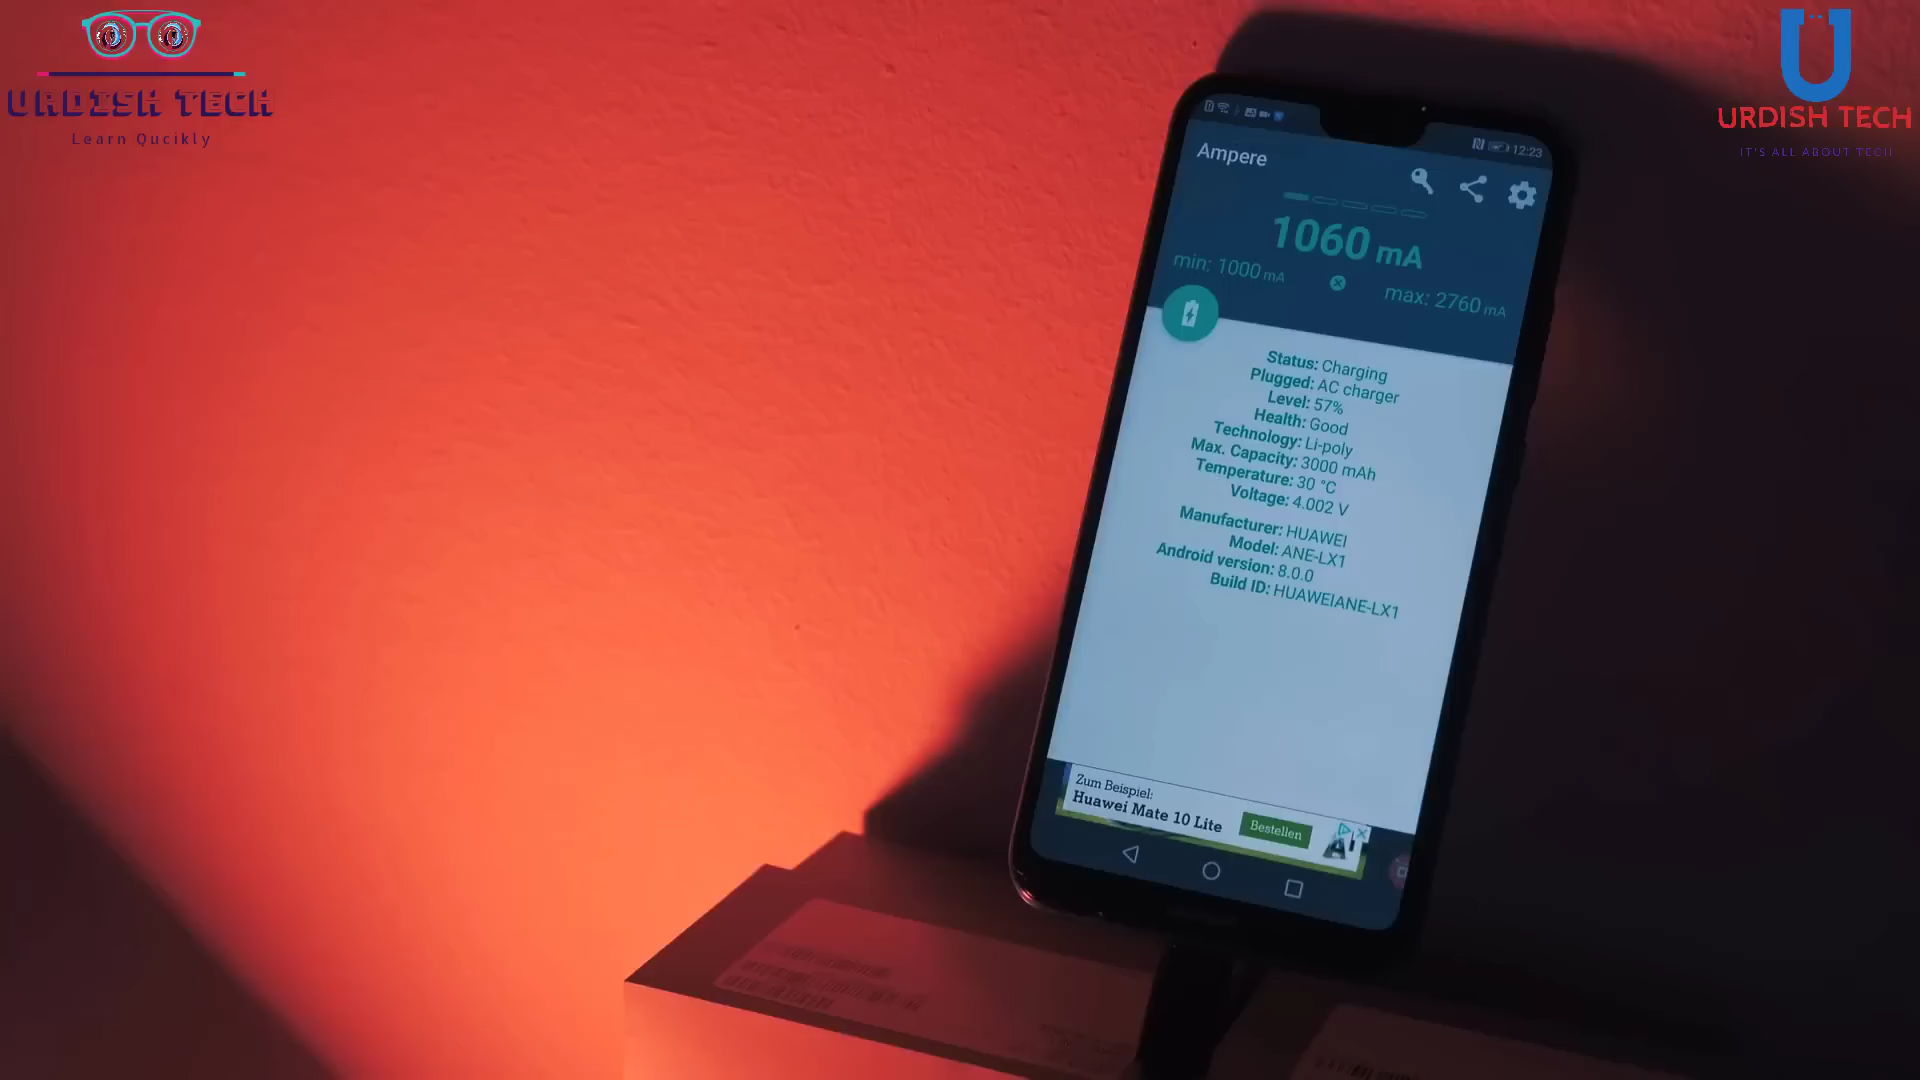 URDISH TECH
Learn Qucikly
URDISH TECH
IT'S ALL ABOUT TECH
12:23
Ampere
1060 mA
min: 1000 mA
max: 2760 mA
Status: Charging
Plugged: AC charger
Level: 57%
Health: Good
Technology: Li-poly
Max. Capacity: 3000 mAh
Temperature: 30 °C
Voltage: 4.002 V
Manufacturer: HUAWEI
Model: ANE-LX1
Android version: 8.0.0
Build ID: HUAWEIANE-LX1
Zum Beispiel:
Huawei Mate 10 Lite
Bestellen